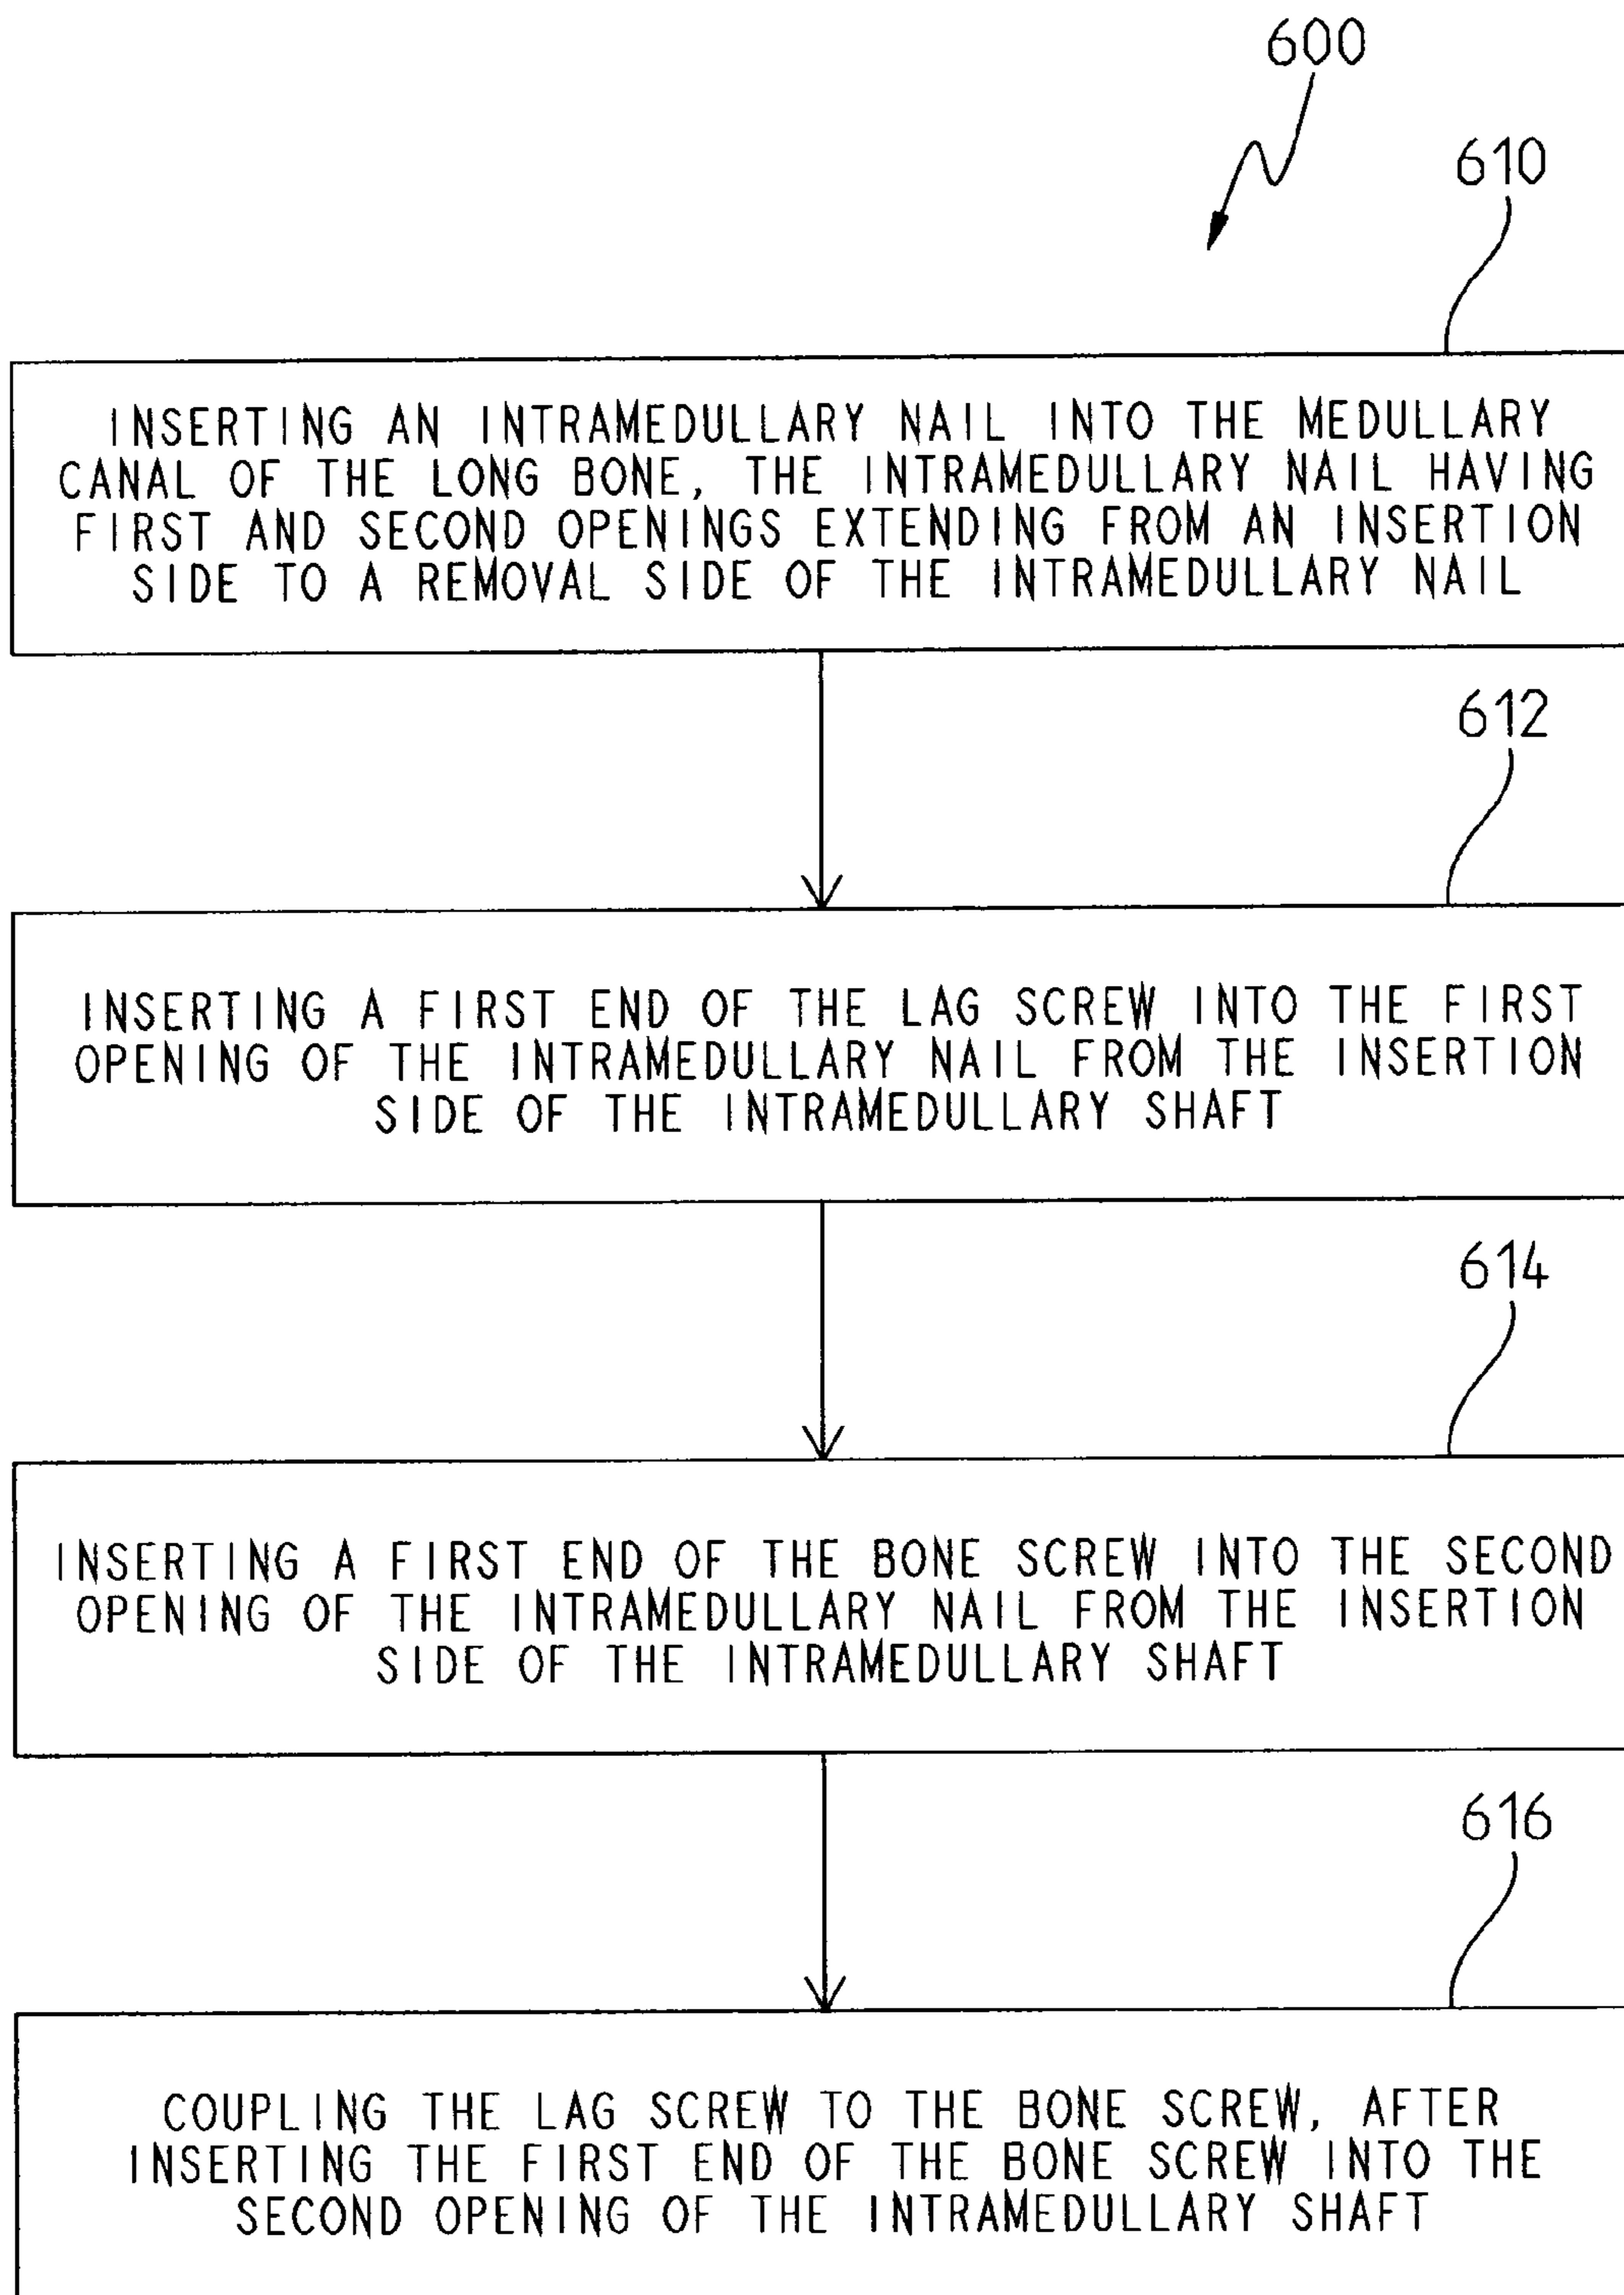 600
610
INSERTING AN INTRAMEDULLARY NAIL INTO THE MEDULLARY
CANAL OF THE LONG BONE, THE INTRAMEDULLARY NAIL HAVING
FIRST AND SECOND OPENINGS EXTENDING FROM AN INSERTION
SIDE TO A REMOVAL SIDE OF THE INTRAMEDULLARY NAIL
612
INSERTING A FIRST END OF THE LAG SCREW INTO THE FIRST
OPENING OF THE INTRAMEDULLARY NAIL FROM THE INSERTION
SIDE OF THE INTRAMEDULLARY SHAFT
614
INSERTING A FIRST END OF THE BONE SCREW INTO THE SECOND
OPENING OF THE INTRAMEDULLARY NAIL FROM THE INSERTION
SIDE OF THE INTRAMEDULLARY SHAFT
616
COUPLING THE LAG SCREW TO THE BONE SCREW, AFTER
INSERTING THE FIRST END OF THE BONE SCREW INTO THE
SECOND OPENING OF THE INTRAMEDULLARY SHAFT